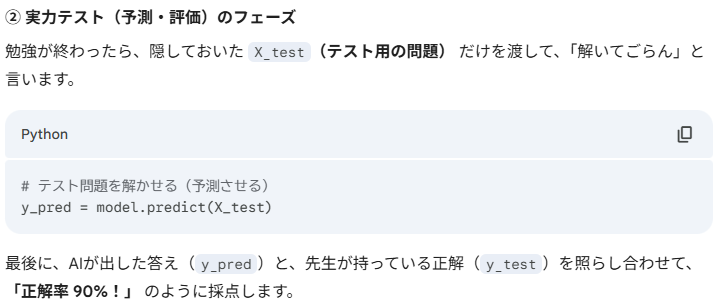 ② 実力テスト（予測・評価）のフェーズ
勉強が終わったら、隠しておいた X_test（テスト用の問題） だけを渡して、「解いてごらん」と
言います。
Python
# テスト問題を解かせる（予測させる）
y_pred = model.predict(X_test)
最後に、AIが出した答え（y_pred）と、先生が持っている正解（y_test）を照らし合わせて、
「正解率 90%！」 のように採点します。